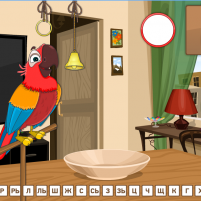 Р РЬ Л ЛЬ Ш Ж С СЬ З ЗЬ Ц Ч Щ К Г Х